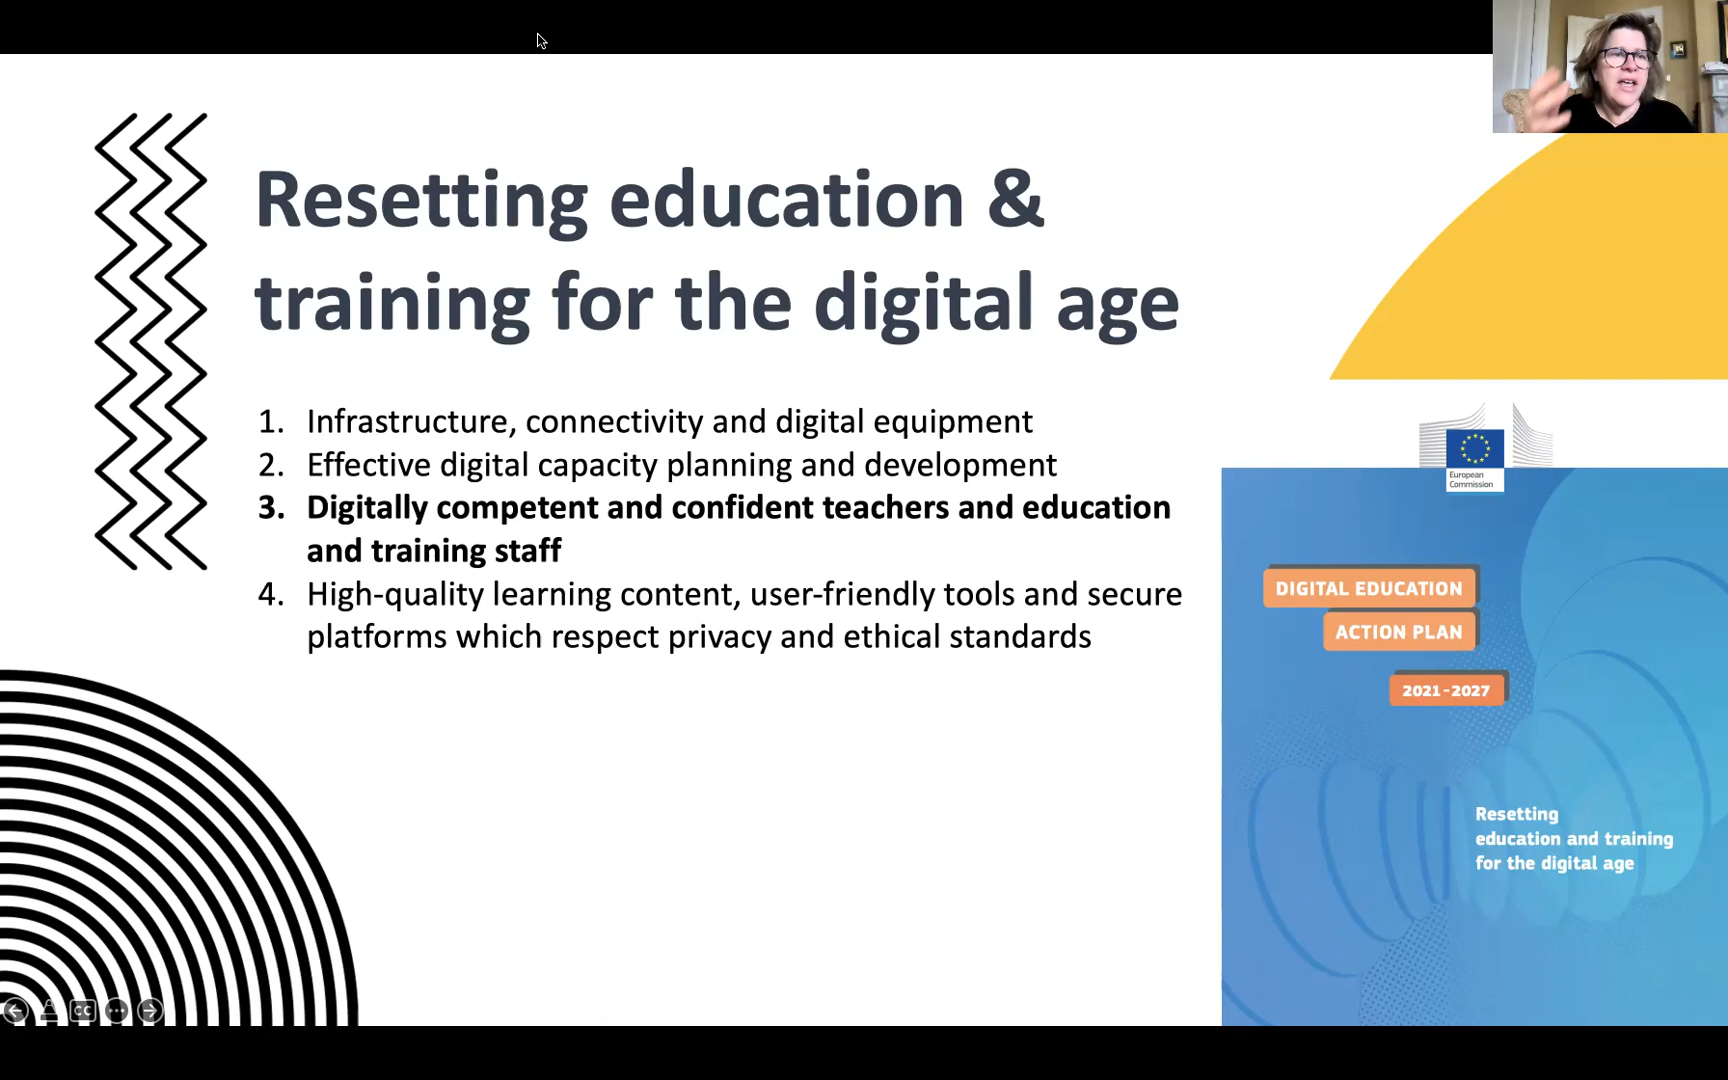 Resetting education &
training for the digital age
1. Infrastructure, connectivity and digital equipment
2. Effective digital capacity planning and development
3. Digitally competent and confident teachers and education
and training staff
4. High-quality learning content, user-friendly tools and secure
platforms which respect privacy and ethical standards
European
Commission
DIGITAL EDUCATION
ACTION PLAN
2021-2027
Resetting
education and training
for the digital age
CC